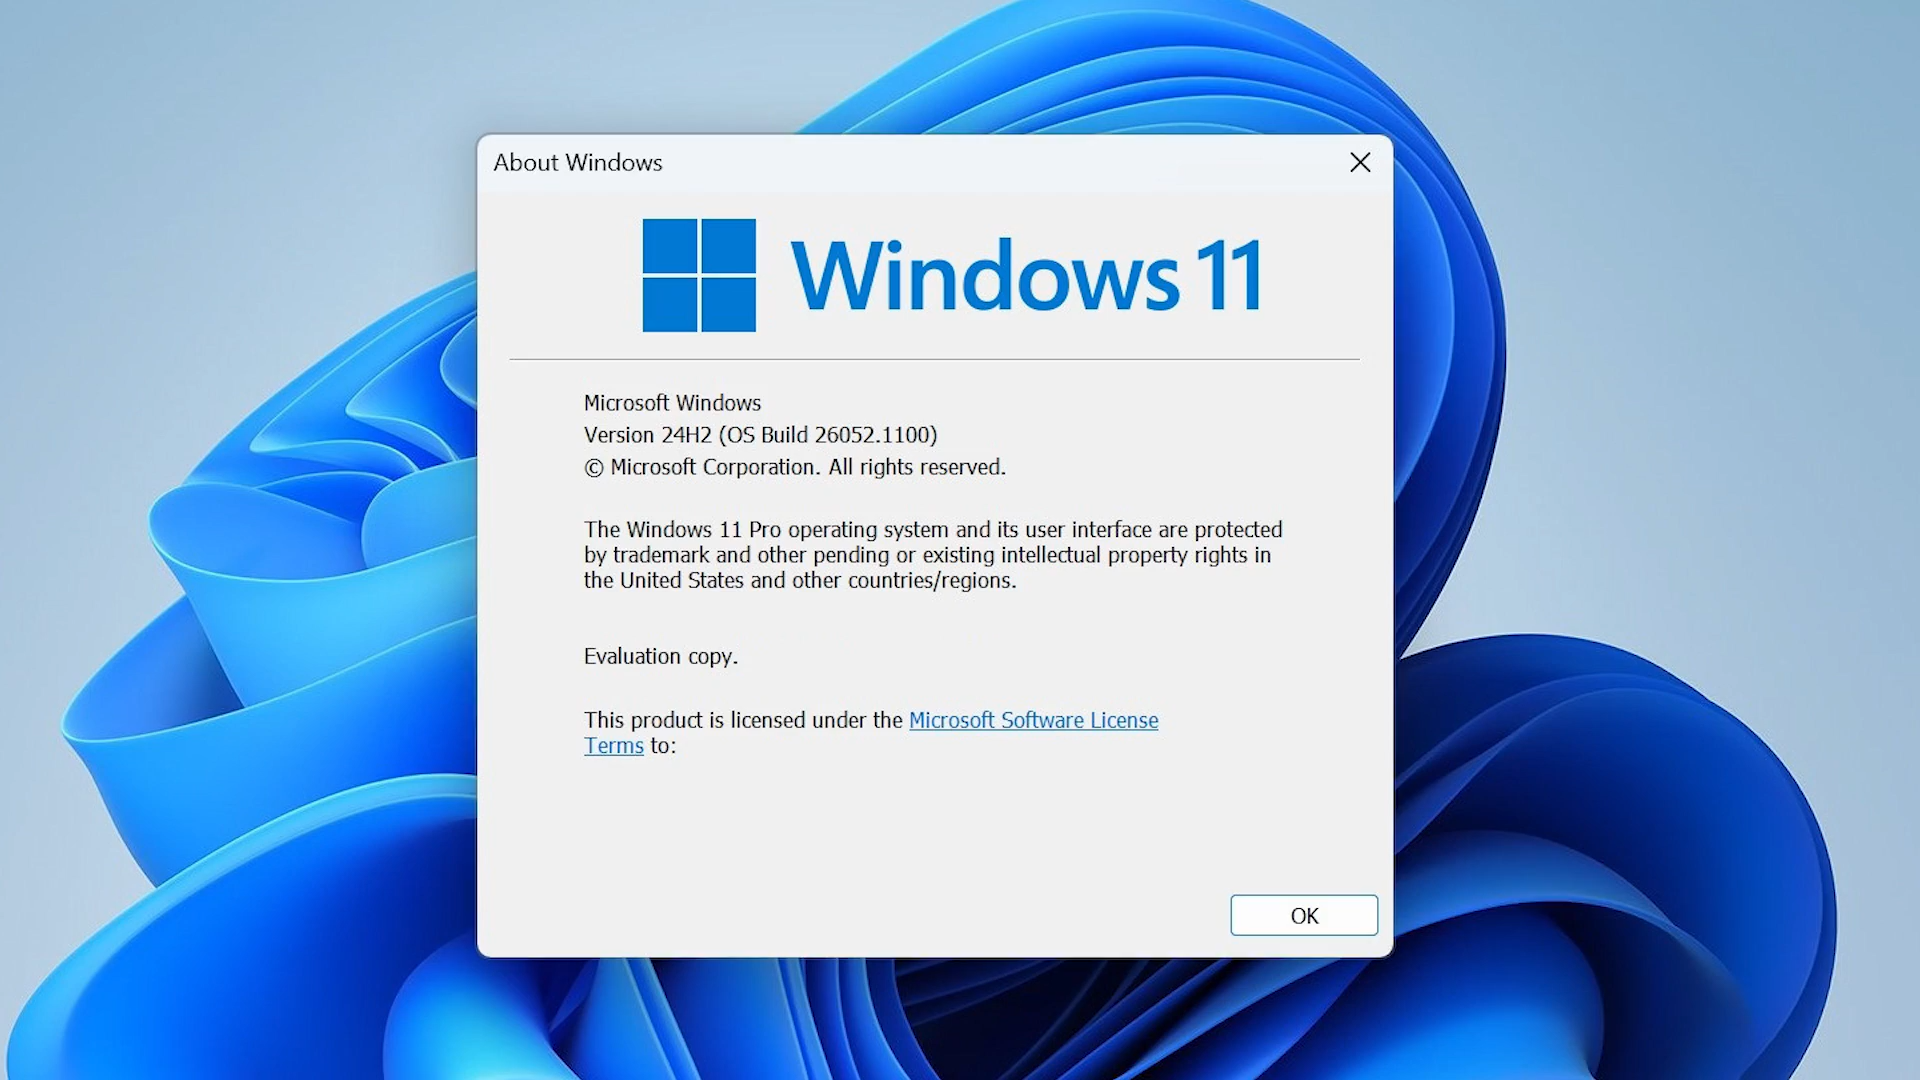 About Windows
Windows 11
Microsoft Windows
Version 24H2 (OS Build 26052.1100)
© Microsoft Corporation. All rights reserved.
The Windows 11 Pro operating system and its user interface are protected
by trademark and other pending or existing intellectual property rights in
the United States and other countries/regions.
Evaluation copy.
This product is licensed under the Microsoft Software License
Terms to:
OK